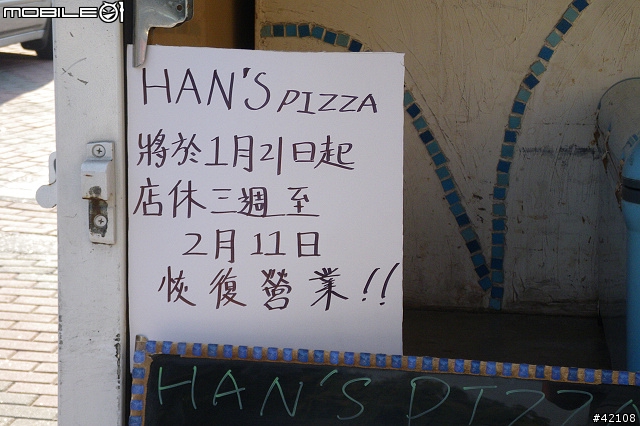 MOBILE01
HAN'S PIZZA
將於1月21日起
店休三週至
2月11日
恢復營業!!
HAN'S PIZZA
#42108